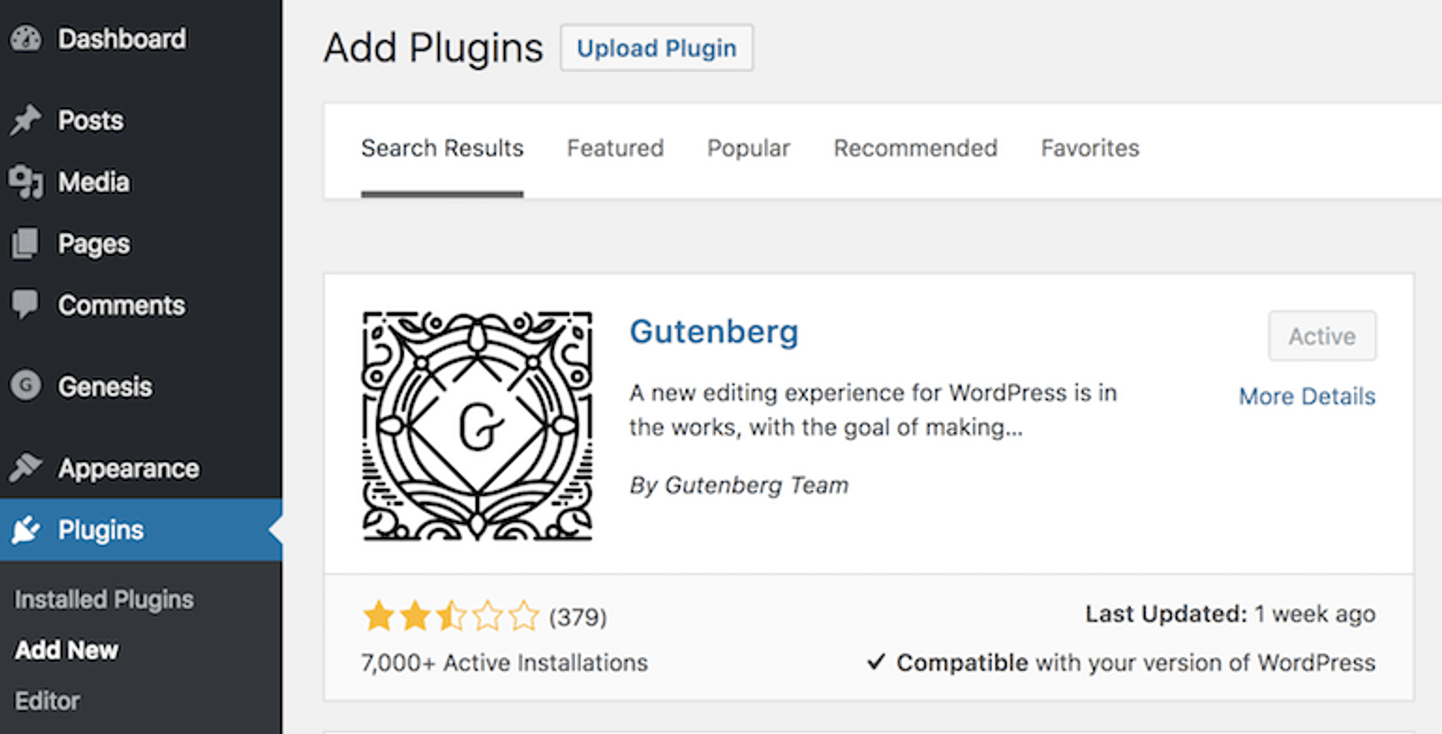 Dashboard
Posts
Media
Pages
Comments
G
Genesis
Appearance
Plugins
Installed Plugins
Add New
Editor
Add Plugins
Upload Plugin
Search Results
Featured
Popular
Recommended
Favorites
G
Gutenberg
Active
A new editing experience for WordPress is in
the works, with the goal of making...
More Details
By Gutenberg Team
(379)
Last Updated: 1 week ago
7,000+ Active Installations
✓ Compatible with your version of WordPress